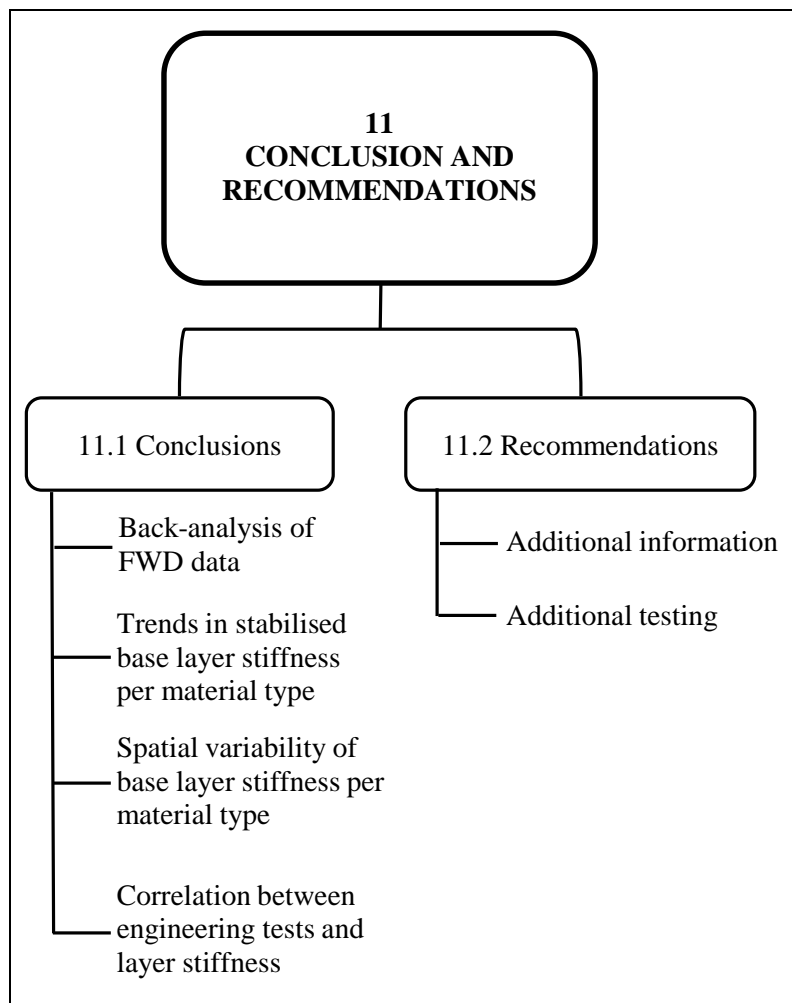 11
CONCLUSION AND
RECOMMENDATIONS
11.1 Conclusions
Back-analysis of
FWD data
Trends in stabilised
base layer stiffness
per material type
Spatial variability of
base layer stiffness per
material type
Correlation between
engineering tests and
layer stiffness
11.2 Recommendations
Additional information
Additional testing